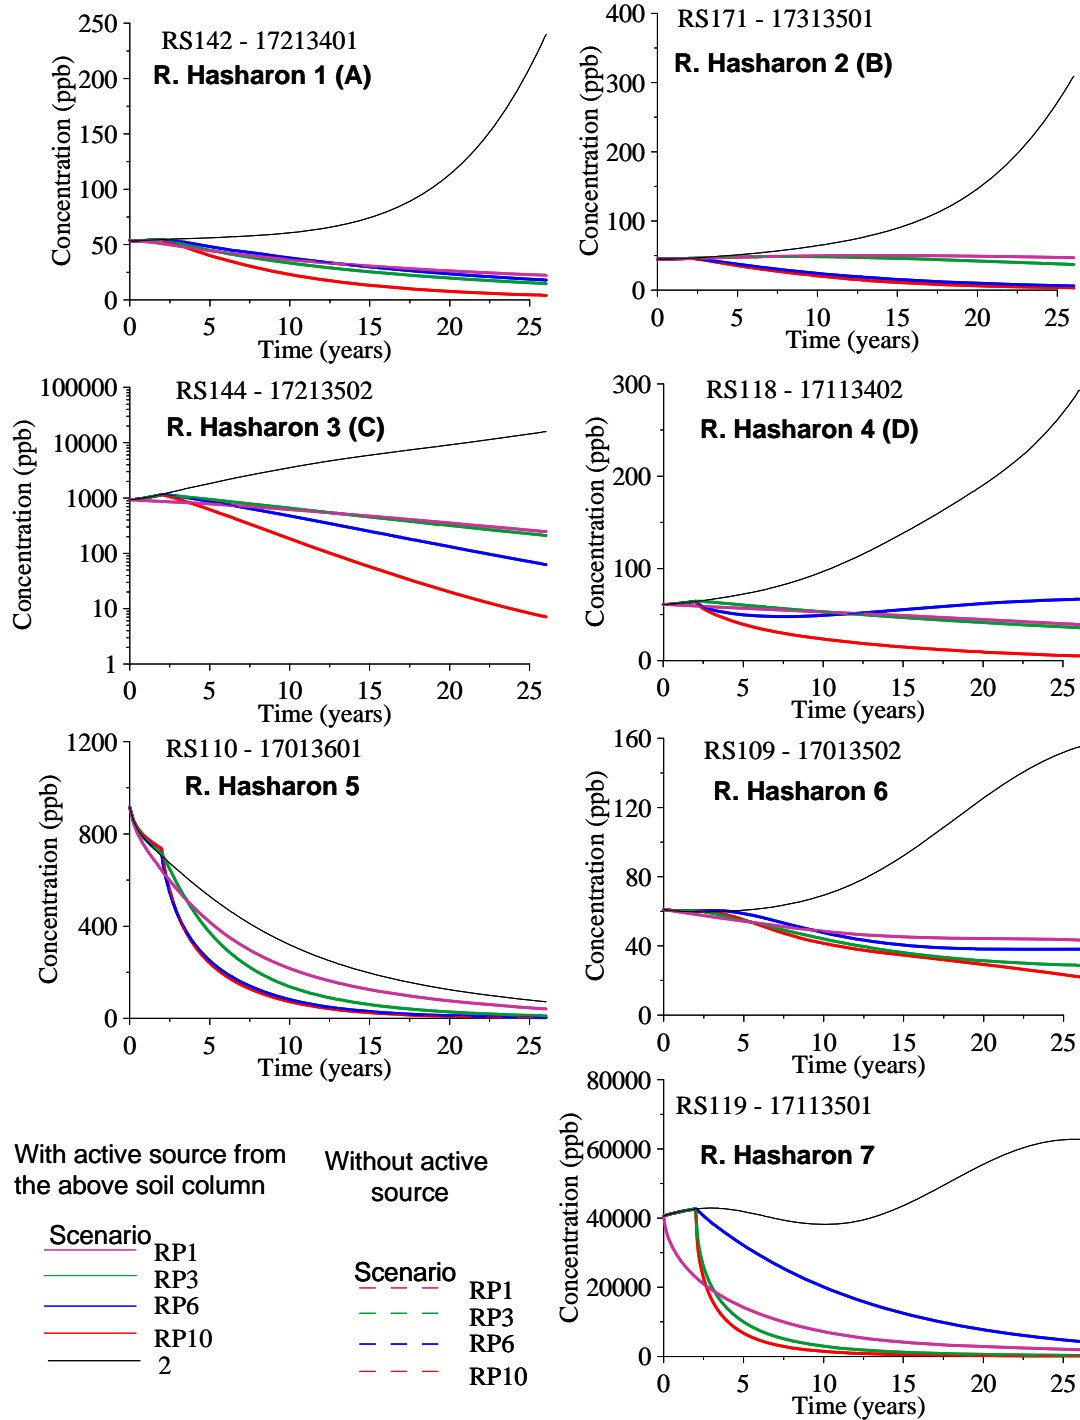 RS142 - 17213401
R. Hasharon 1 (A)
Concentration (ppb)
250
200
150
100
50
0
0 5 10 15 20 25
Time (years)
RS171 - 17313501
R. Hasharon 2 (B)
Concentration (ppb)
400
300
200
100
0
0 5 10 15 20 25
Time (years)
RS144 - 17213502
R. Hasharon 3 (C)
Concentration (ppb)
100000
10000
1000
100
10
1
0 5 10 15 20 25
Time (years)
RS118 - 17113402
R. Hasharon 4 (D)
Concentration (ppb)
300
200
100
0
0 5 10 15 20 25
Time (years)
RS110 - 17013601
R. Hasharon 5
Concentration (ppb)
1200
800
400
0
0 5 10 15 20 25
Time (years)
RS109 - 17013502
R. Hasharon 6
Concentration (ppb)
160
120
80
40
0
0 5 10 15 20 25
Time (years)
RS119 - 17113501
R. Hasharon 7
Concentration (ppb)
80000
60000
40000
20000
0
0 5 10 15 20 25
Time (years)
With active source from
the above soil column
Scenario
RP1
RP3
RP6
RP10
2
Without active
source
Scenario
RP1
RP3
RP6
RP10